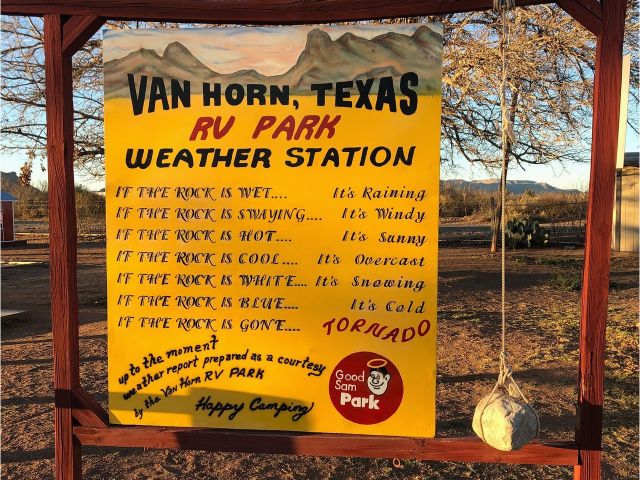 VAN HORN, TEXAS
RV PARK
WEATHER STATION
IF THE ROCK IS WET.... It's Raining
IF THE ROCK IS SWAYING.... It's Windy
IF THE ROCK IS HOT.... It's Sunny
IF THE ROCK IS COOL.... It's Overcast
IF THE ROCK IS WHITE.... It's Snowing
IF THE ROCK IS BLUE.... It's Cold
IF THE ROCK IS GONE.... TORNADO
up to the moment
weather report prepared as a courtesy
by the Van Horn RV PARK
Happy Camping!
Good
Sam
Park